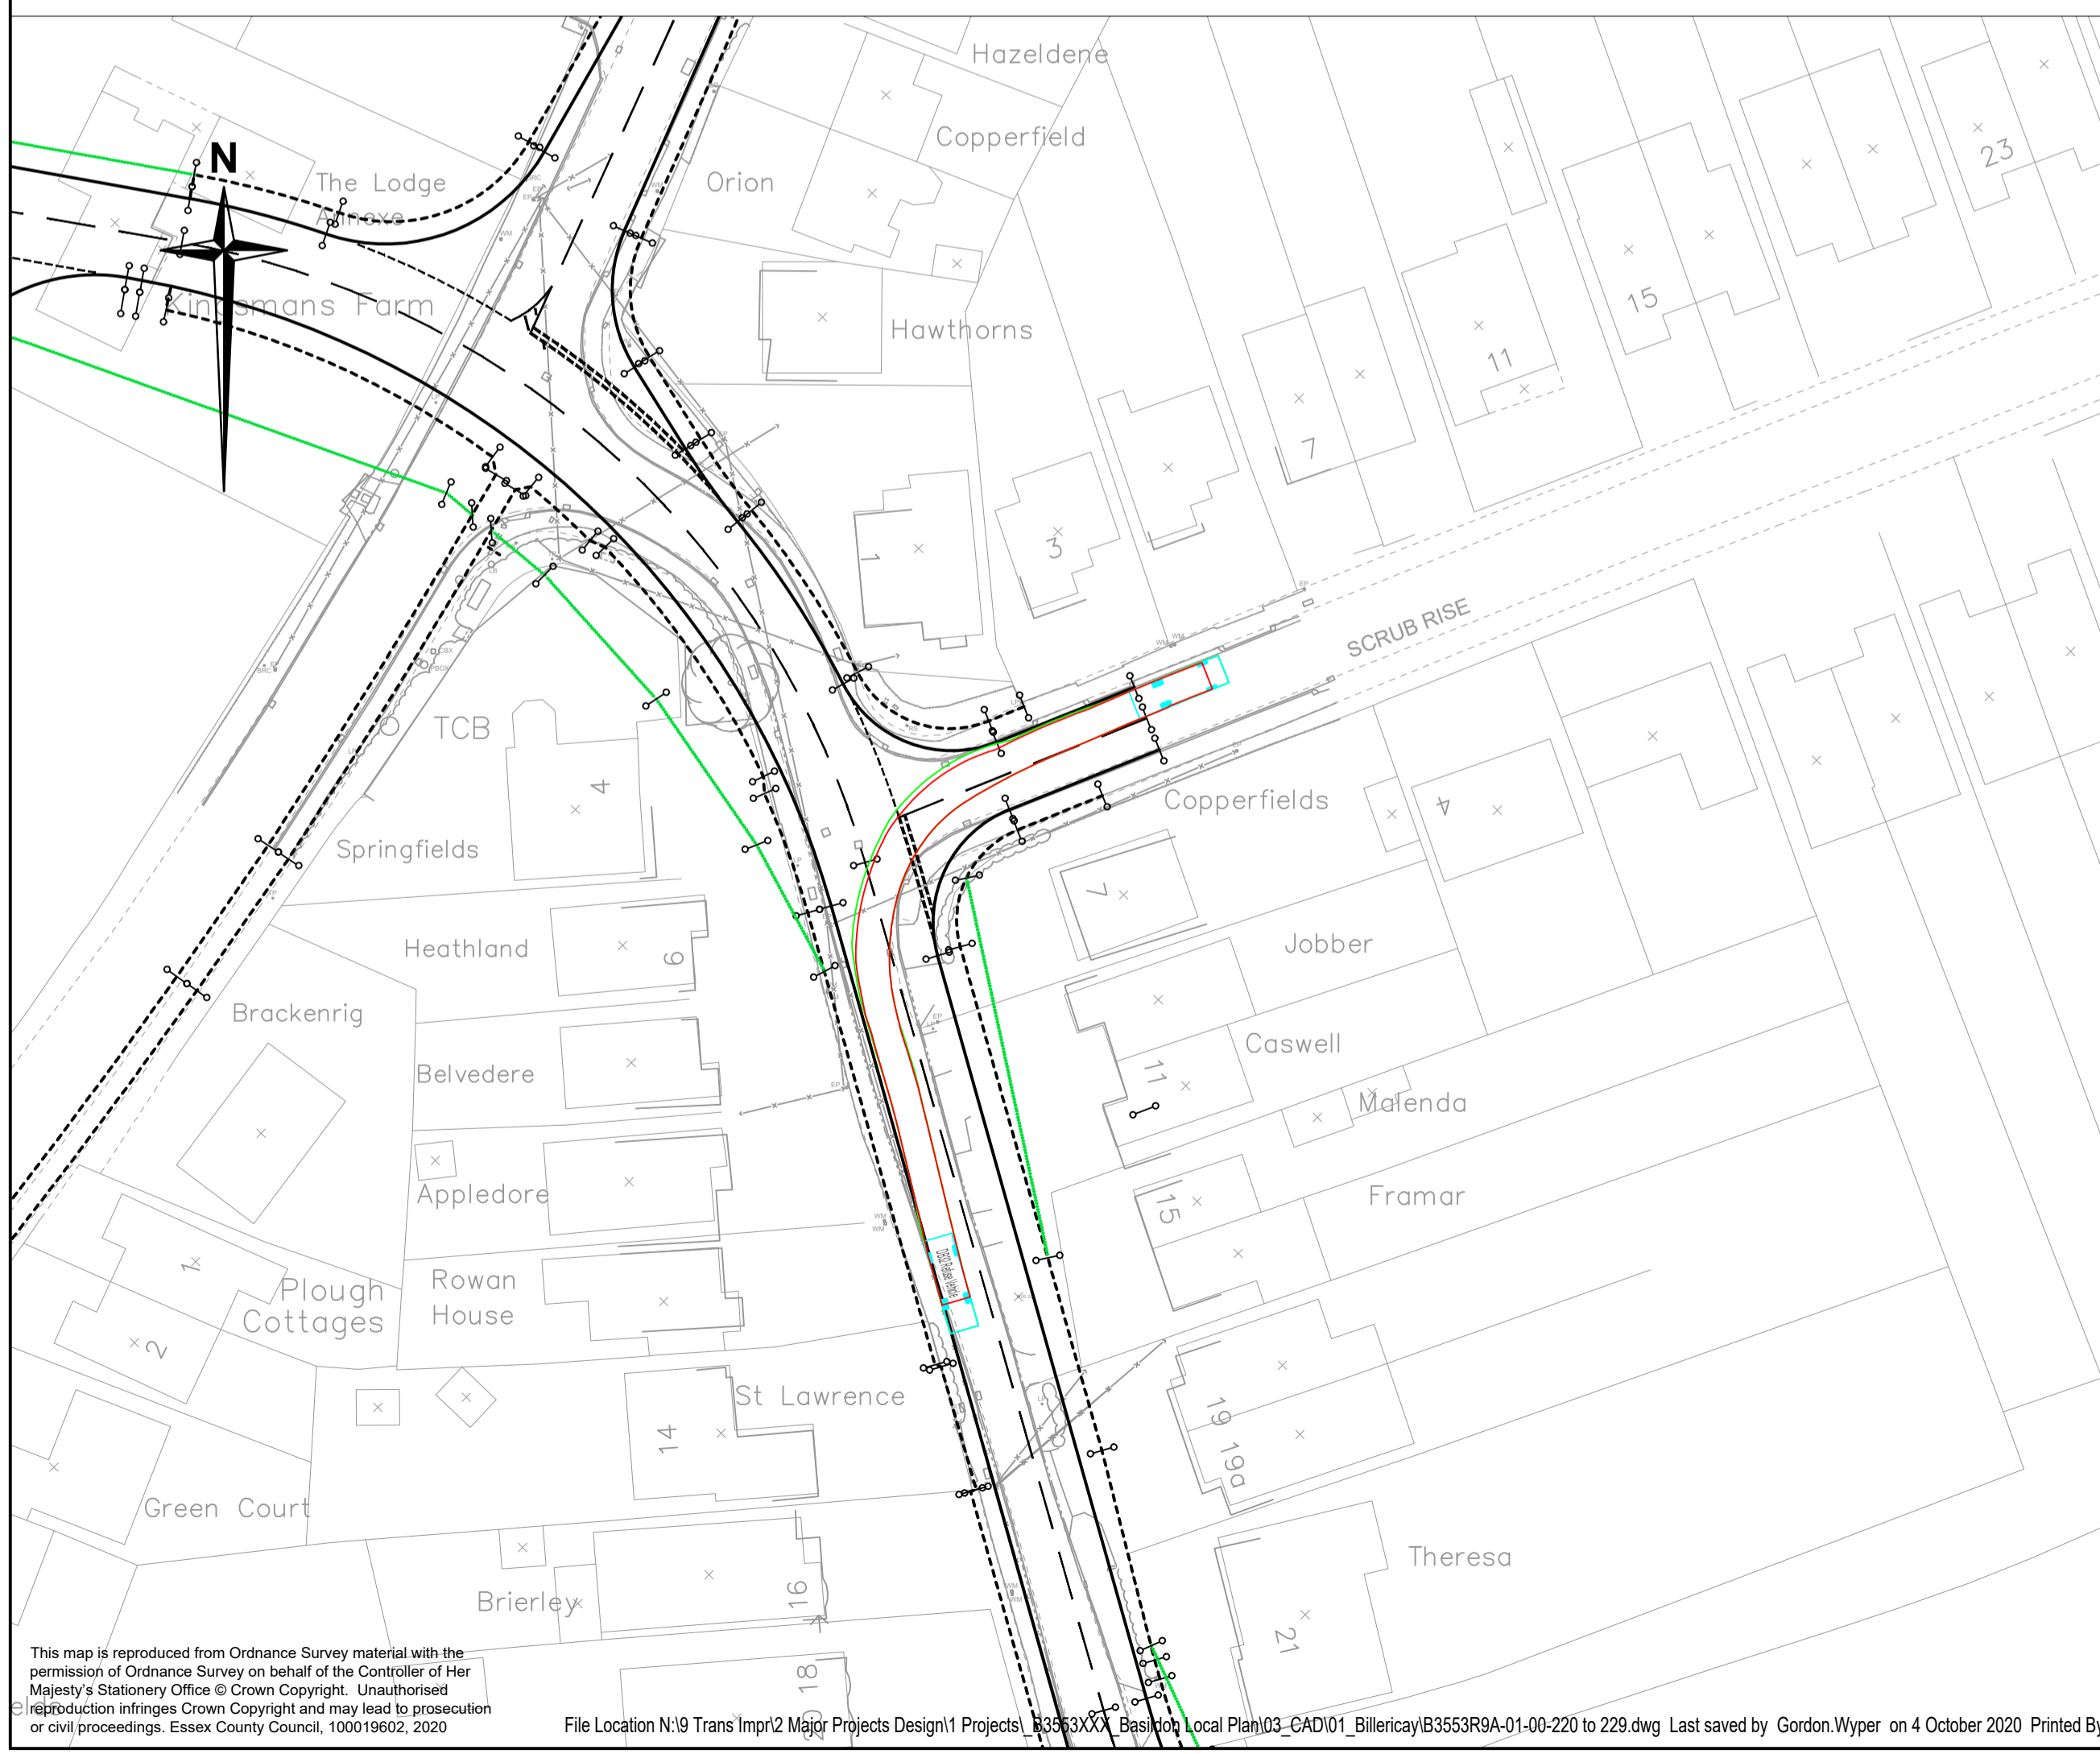 Hazeldene
Copperfield
23
N
The Lodge
Annexe
Orion
15
Kingsmans Farm
Hawthorns
11
7
1
3
SCRUB RISE
TCB
4
Copperfields
4
Springfields
7
Heathland
6
Jobber
Brackenrig
Caswell
Belvedere
11
Malenda
Appledore
Framar
15
1
Plough
Cottages
2
Rowan
House
DB32 Refuse Vehicle
St Lawrence
14
19 19a
Green Court
Theresa
Brierley
16
21
20 18
elds
This map is reproduced from Ordnance Survey material with the
permission of Ordnance Survey on behalf of the Controller of Her
Majesty's Stationery Office © Crown Copyright. Unauthorised
reproduction infringes Crown Copyright and may lead to prosecution
or civil proceedings. Essex County Council, 100019602, 2020
File Location N:\9 Trans Impr\2 Major Projects Design\1 Projects\_B3553XXX_Basildon Local Plan\03_CAD\01_Billericay\B3553R9A-01-00-220 to 229.dwg Last saved by Gordon.Wyper on 4 October 2020 Printed By